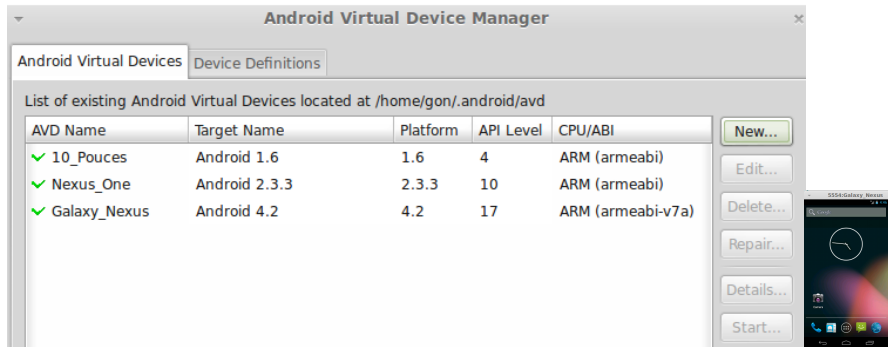 Android Virtual Device Manager
Android Virtual Devices Device Definitions
List of existing Android Virtual Devices located at /home/gon/.android/avd
AVD Name Target Name Platform API Level CPU/ABI
10_Pouces Android 1.6 1.6 4 ARM (armeabi)
Nexus_One Android 2.3.3 2.3.3 10 ARM (armeabi)
Galaxy_Nexus Android 4.2 4.2 17 ARM (armeabi-v7a)
New...
Edit...
Delete...
Repair...
Details...
Start...
5554:Galaxy_Nexus